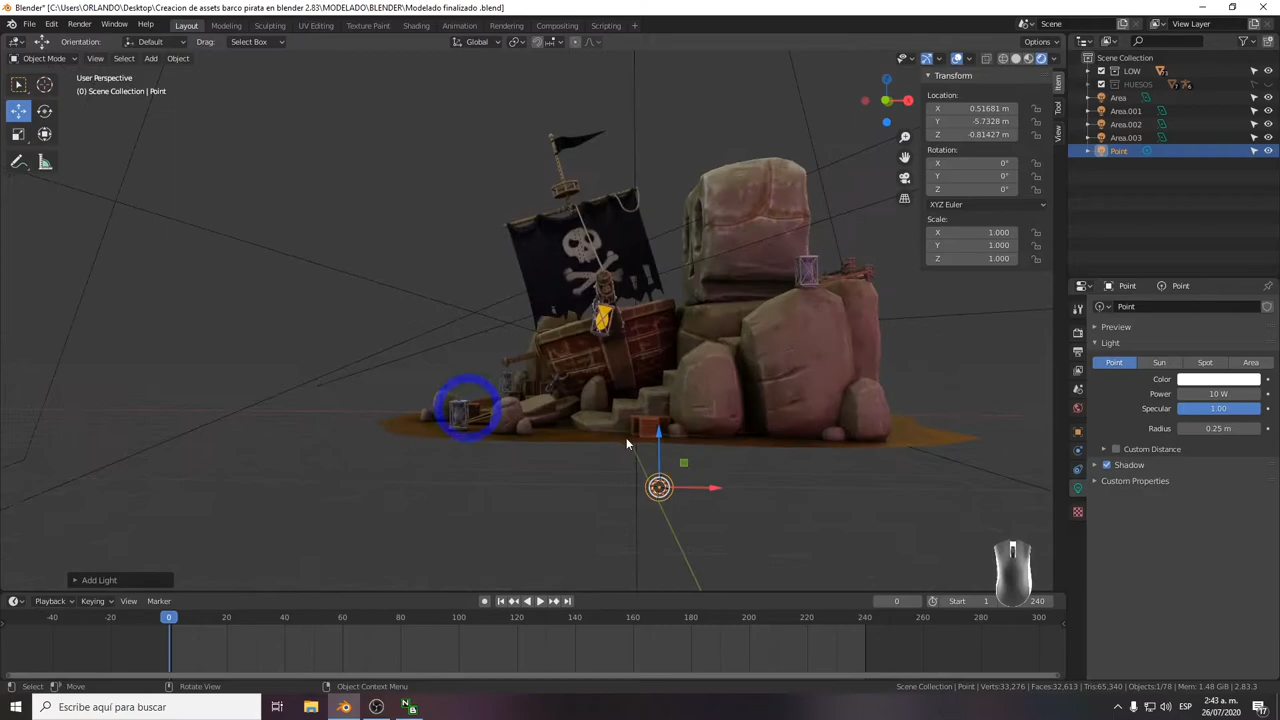 Blender* [C:\Users\ORLANDO\Desktop\Creacion de assets barco pirata en blender 2.83\MODELADO\BLENDER\Modelado finalizado .blend]
File Edit Render Window Help Layout Modeling Sculpting UV Editing Texture Paint Shading Animation Rendering Compositing Scripting + Scene View Layer
Orientation: Default Drag: Select Box Global Options
Object Mode View Select Add Object
User Perspective
(0) Scene Collection | Point
Transform
Location:
X 0.51681 m
Y -5.7328 m
Z -0.81427 m
Rotation:
X 0°
Y 0°
Z 0°
XYZ Euler
Scale:
X 1.000
Y 1.000
Z 1.000
Item
Tool
View
Scene Collection
LOW
HUESOS
Area
Area.001
Area.002
Area.003
Point
Point Point
Point
Preview
Light
Point Sun Spot Area
Color
Power 10 W
Specular 1.00
Radius 0.25 m
Custom Distance
Shadow
Custom Properties
Add Light
Playback Keying View Marker 0 Start 1 240
-40 -20 0 20 40 60 80 100 120 140 160 180 200 220 240 260 280 300
Select Move Rotate View Object Context Menu Scene Collection | Point | Verts:33,276 | Faces:32,613 | Tris:65,340 | Objects:1/78 | Mem: 1.48 GiB | 2.83.3
Escribe aquí para buscar ESP 2:43 a. m.
26/07/2020 17